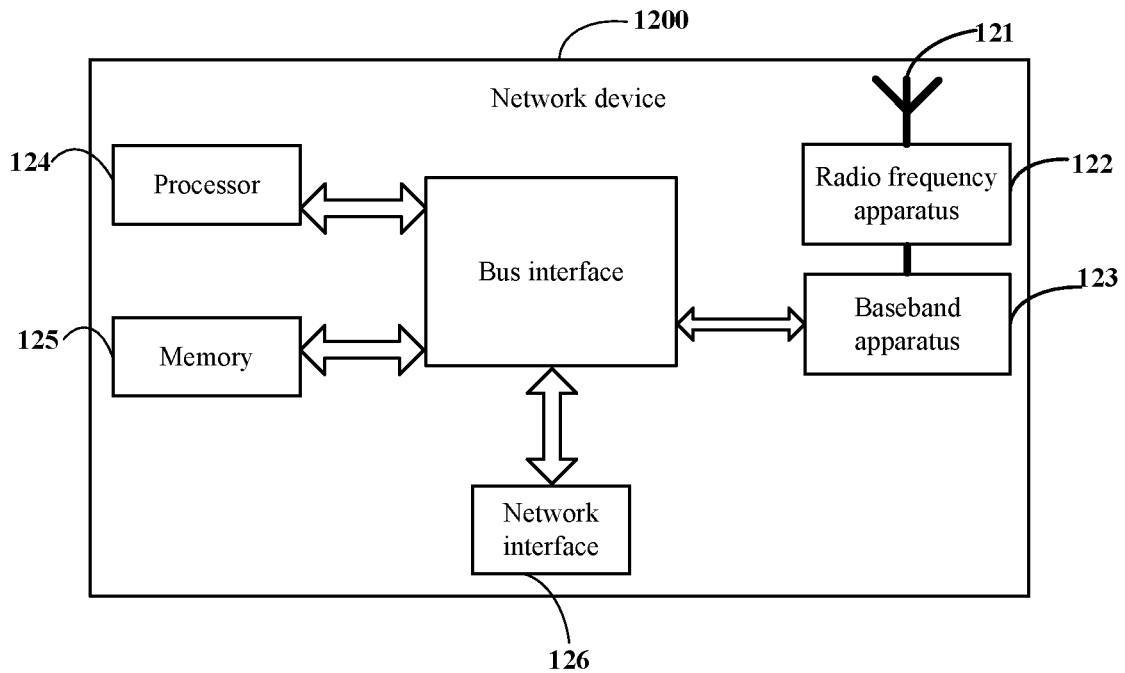 1200
121
Network device
124
Processor
Radio frequency
apparatus
122
Bus interface
123
Baseband
apparatus
125
Memory
Network
interface
126